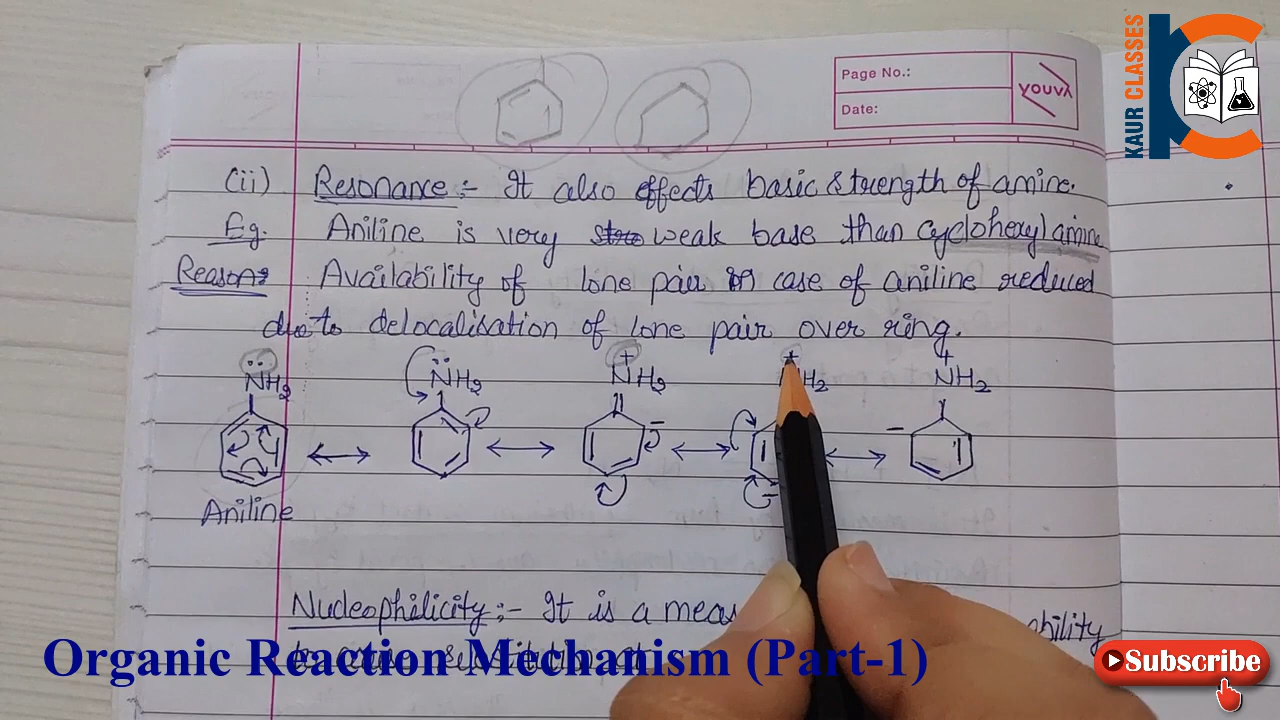 KAUR CLASSES
Page No.:
Date:
youva
(ii) Resonance :- It also effects basic strength of amine.
Eg. Aniline is very weak base than cyclohexyl amine
Reason: Availability of lone pair in case of aniline reduced
due to delocalisation of lone pair over ring.
NH2 NH2 + NH2 + NH2 + NH2
Aniline
Nucleophilicity :- It is a meas ability
Organic Reaction Mechanism (Part-1)
Subscribe